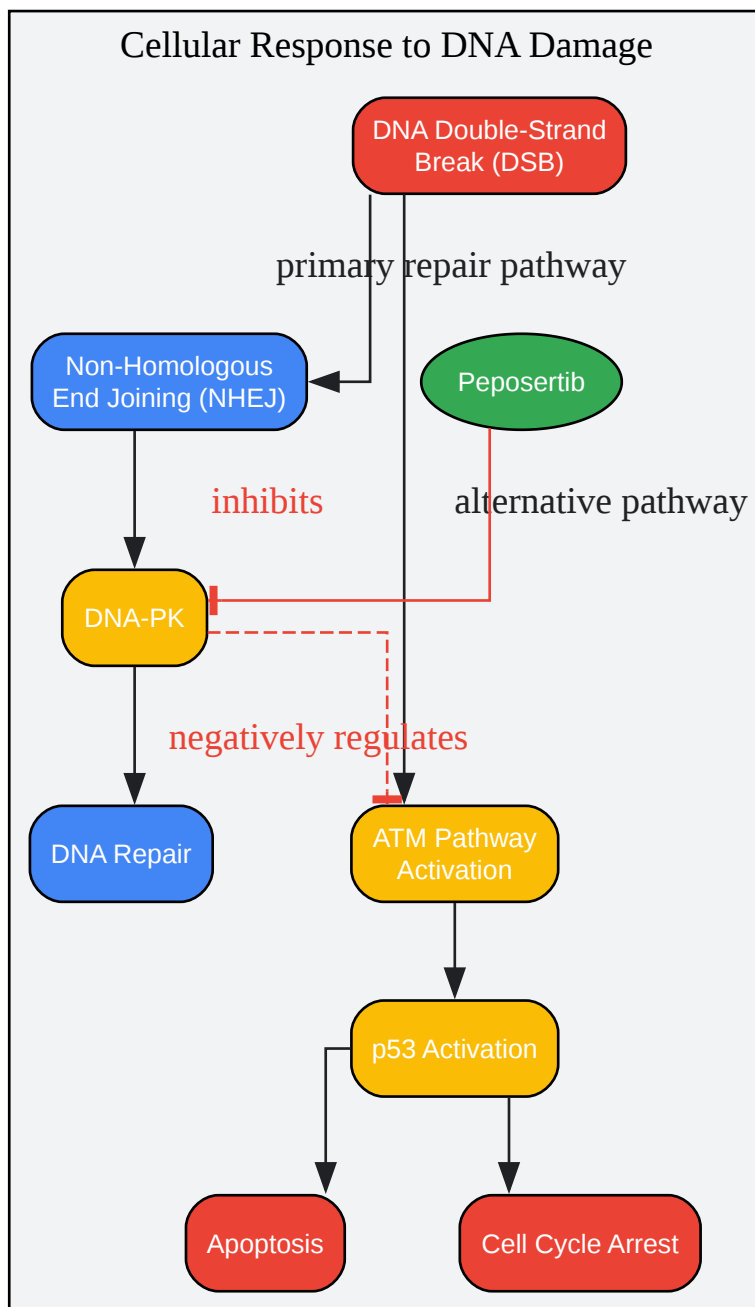 Cellular Response to DNA Damage
DNA Double-Strand
Break (DSB)
primary repair pathway
Non-Homologous
End Joining (NHEJ)
Peposertib
inhibits
alternative pathway
DNA-PK
negatively regulates
DNA Repair
ATM Pathway
Activation
p53 Activation
Apoptosis
Cell Cycle Arrest